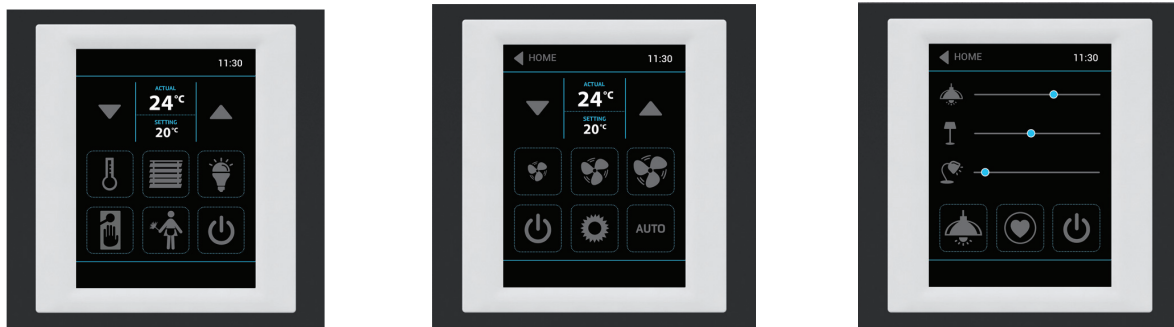 11:30
ACTUAL
24°C
SETTING
20°C
HOME 11:30
ACTUAL
24°C
SETTING
20°C
AUTO
HOME 11:30